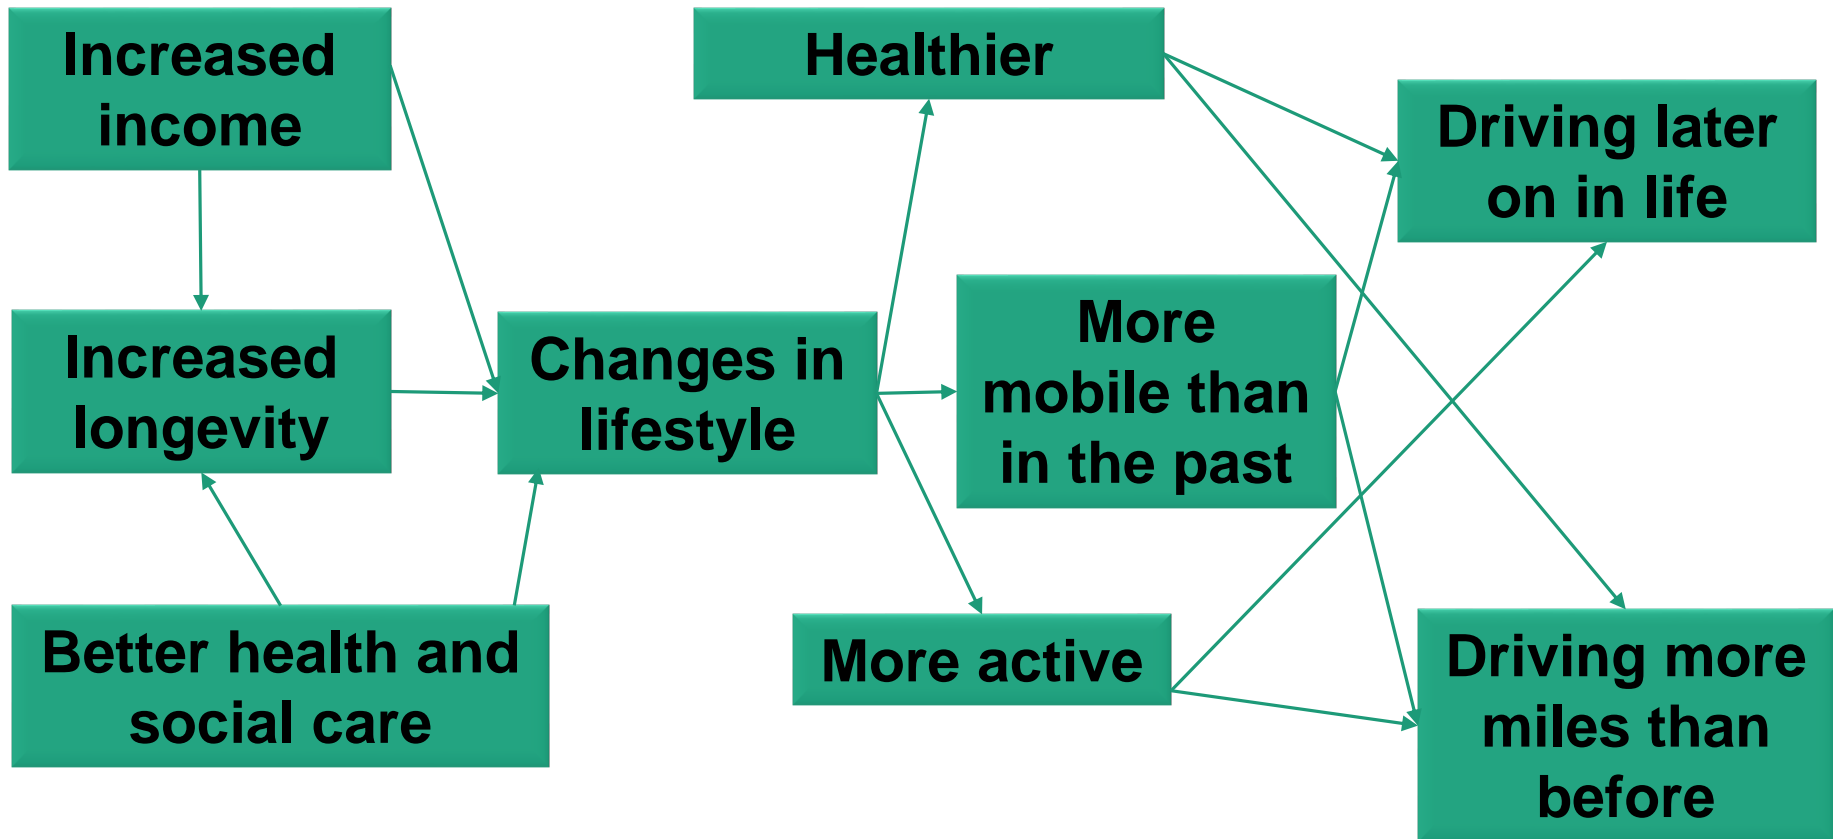 Increased
income
Increased
longevity
Better health and
social care
Changes in
lifestyle
Healthier
More
mobile than
in the past
More active
Driving later
on in life
Driving more
miles than
before